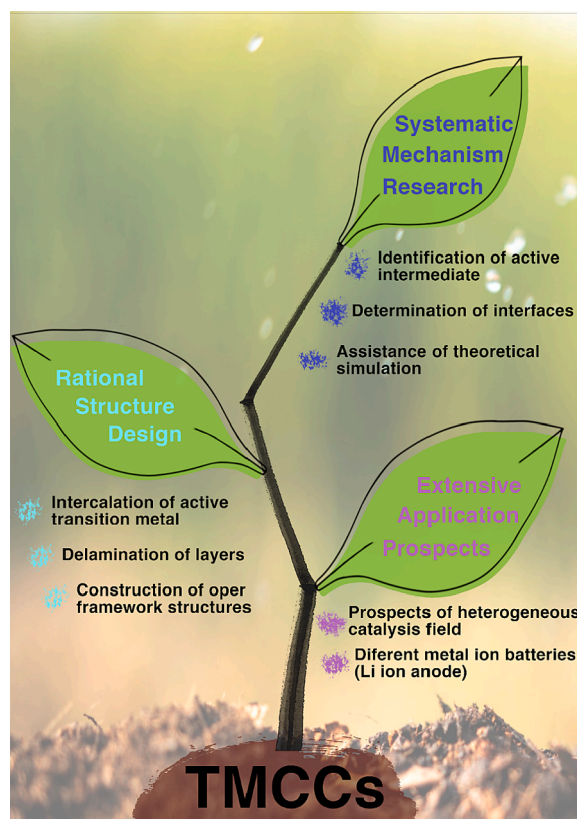 Systematic
Mechanism
Research
Identification of active
intermediate
Determination of interfaces
Assistance of theoretical
simulation
Rational
Structure
Design
Intercalation of active
transition metal
Delamination of layers
Construction of oper
framework structures
Extensive
Application
Prospects
Prospects of heterogeneous
catalysis field
Diferent metal ion batteries
(Li ion anode)
TMCCs